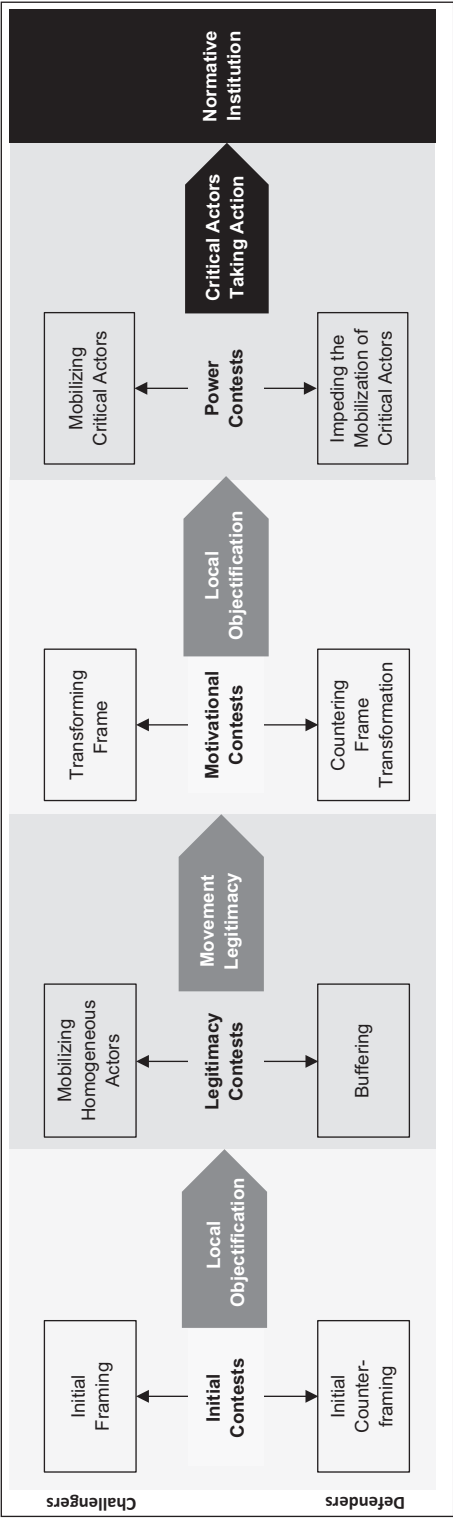 Challengers
Defenders
Initial
Framing
Initial
Contests
Initial
Counter-
framing
Local
Objectification
Mobilizing
Homogeneous
Actors
Legitimacy
Contests
Buffering
Movement
Legitimacy
Transforming
Frame
Motivational
Contests
Countering
Frame
Transformation
Local
Objectification
Mobilizing
Critical Actors
Power
Contests
Impeding the
Mobilization of
Critical Actors
Critical Actors
Taking Action
Normative
Institution